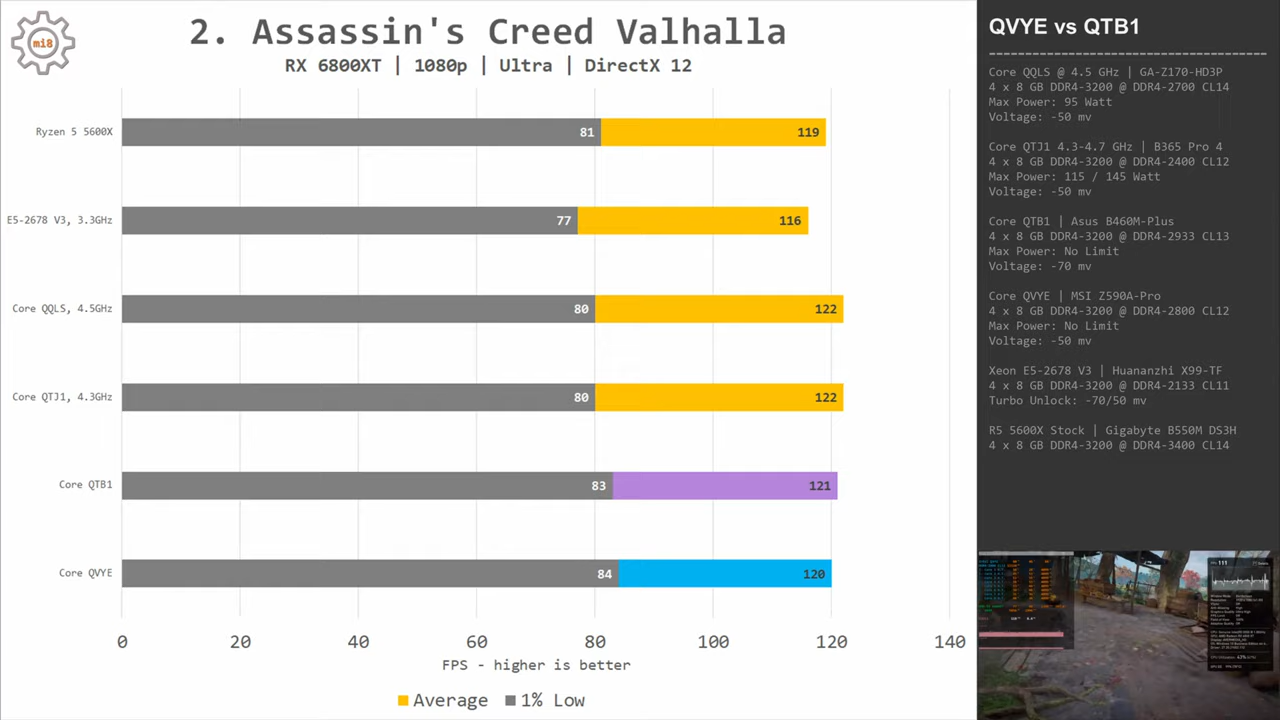 mi8
2. Assassin's Creed Valhalla
RX 6800XT | 1080p | Ultra | DirectX 12
Ryzen 5 5600X
81
119
E5-2678 V3, 3.3GHz
77
116
Core QQLS, 4.5GHz
80
122
Core QTJ1, 4.3GHz
80
122
Core QTB1
83
121
Core QVYE
84
120
0 20 40 60 80 100 120 140
FPS - higher is better
Average 1% Low
QVYE vs QTB1
--------------------------------------
Core QQLS @ 4.5 GHz | GA-Z170-HD3P
4 x 8 GB DDR4-3200 @ DDR4-2700 CL14
Max Power: 95 Watt
Voltage: -50 mv
Core QTJ1 4.3-4.7 GHz | B365 Pro 4
4 x 8 GB DDR4-3200 @ DDR4-2400 CL12
Max Power: 115 / 145 Watt
Voltage: -50 mv
Core QTB1 | Asus B460M-Plus
4 x 8 GB DDR4-3200 @ DDR4-2933 CL13
Max Power: No Limit
Voltage: -70 mv
Core QVYE | MSI Z590A-Pro
4 x 8 GB DDR4-3200 @ DDR4-2800 CL12
Max Power: No Limit
Voltage: -50 mv
Xeon E5-2678 V3 | Huananzhi X99-TF
4 x 8 GB DDR4-3200 @ DDR4-2133 CL11
Turbo Unlock: -70/50 mv
R5 5600X Stock | Gigabyte B550M DS3H
4 x 8 GB DDR4-3200 @ DDR4-3400 CL14
111